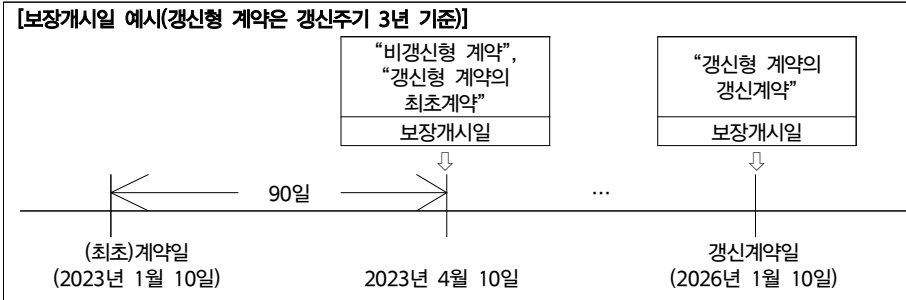 [보장개시일 예시(갱신형 계약은 갱신주기 3년 기준)]
“비갱신형 계약”,
“갱신형 계약의
최초계약”
보장개시일
“갱신형 계약의
갱신계약”
보장개시일
90일
…
(최초)계약일
(2023년 1월 10일)
2023년 4월 10일
갱신계약일
(2026년 1월 10일)